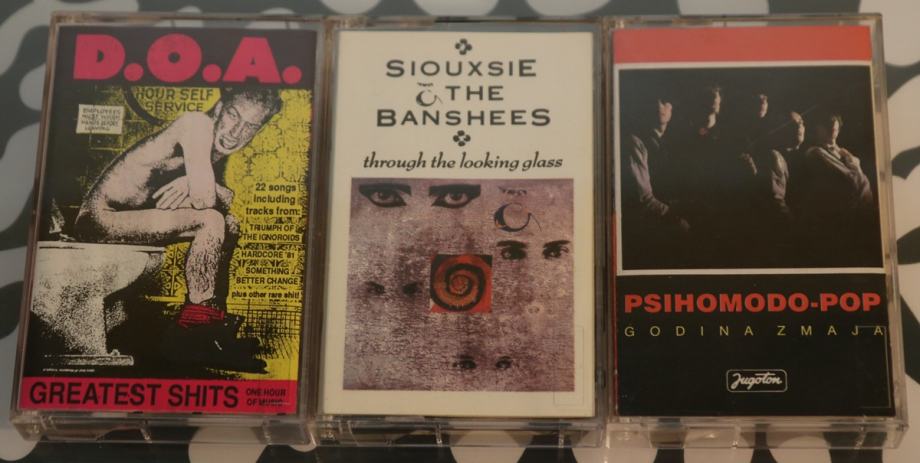 D.O.A.
HOUR SELF
SERVICE
EMPLOYEES
MUST WASH
HANDS BEFORE
LEAVING
22 songs
including
tracks from:
TRIUMPH OF
THE IGNOROIDS
HARDCORE '81
SOMETHING
BETTER CHANGE
plus other rare shit!
GREATEST SHITS
ONE HOUR
OF MUSIC
SIOUXSIE
& THE
BANSHEES
through the looking glass
PSIHOMODO-POP
GODINA ZMAJA
Jugoton